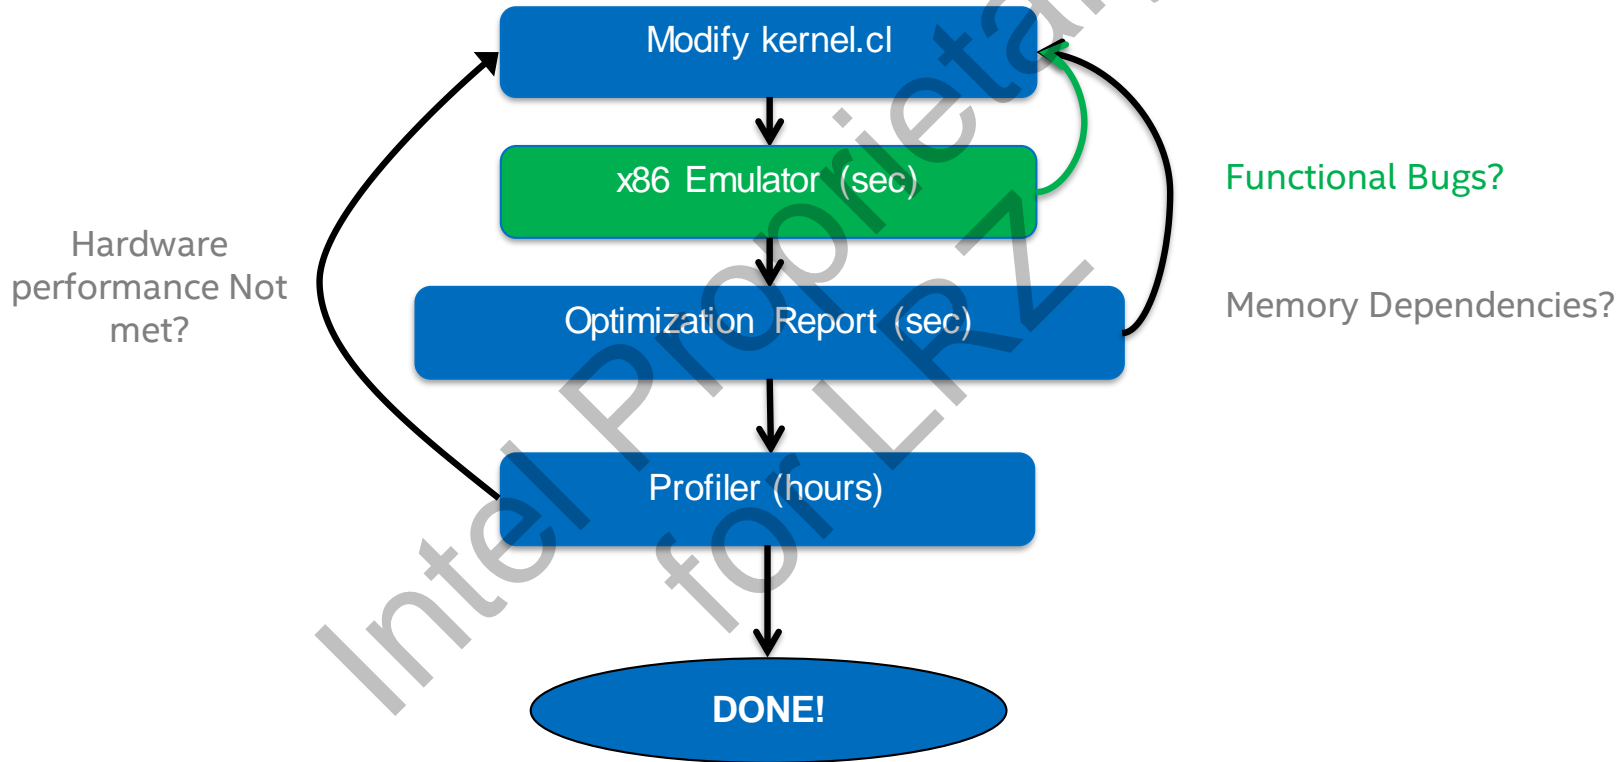 Modify kernel.cl
x86 Emulator (sec)
Functional Bugs?
Hardware
performance Not
met?
Memory Dependencies?
Optimization Report (sec)
Profiler (hours)
DONE!
Intel Proprietary
for LRZ